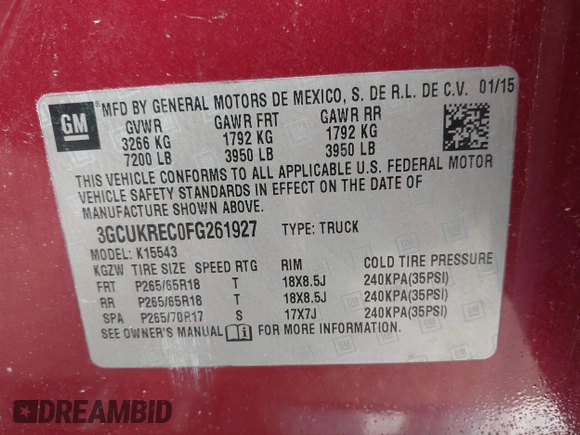 GM
® MFD BY GENERAL MOTORS DE MEXICO, S. DE R.L. DE C.V. 01/15
GVWR GAWR FRT GAWR RR
3266 KG 1792 KG 1792 KG
7200 LB 3950 LB 3950 LB
THIS VEHICLE CONFORMS TO ALL APPLICABLE U.S. FEDERAL MOTOR
VEHICLE SAFETY STANDARDS IN EFFECT ON THE DATE OF
MANUFACTURE SHOWN ABOVE.
3GCUKREC0FG261927 TYPE: TRUCK
MODEL: K15543
KGZW TIRE SIZE SPEED RTG RIM COLD TIRE PRESSURE
FRT P265/65R18 T 18X8.5J 240KPA(35PSI)
RR P265/65R18 T 18X8.5J 240KPA(35PSI)
SPA P265/70R17 S 17X7J 240KPA(35PSI)
SEE OWNER'S MANUAL i FOR MORE INFORMATION.
DREAMBID